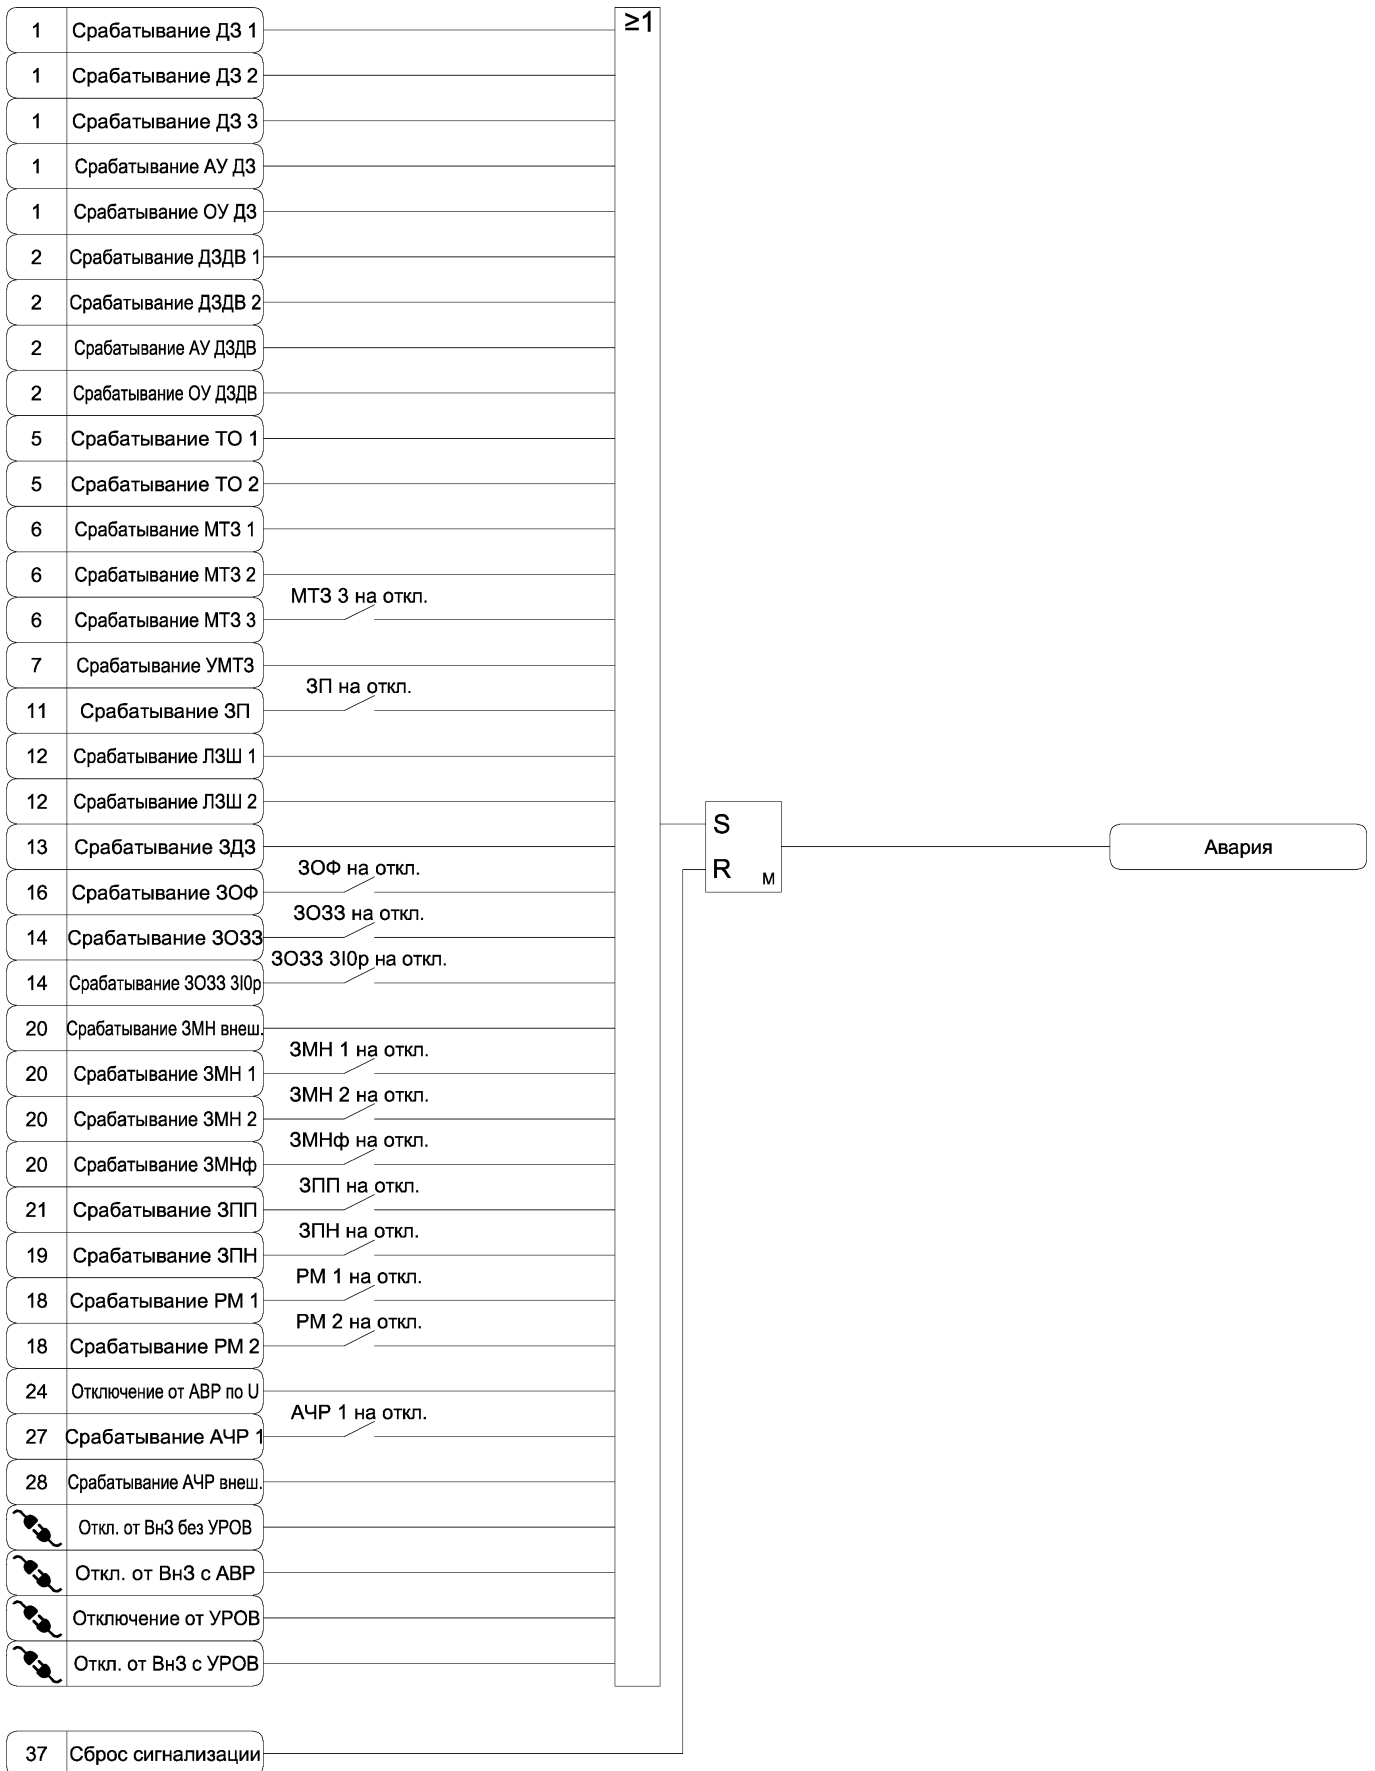 1 Срабатывание ДЗ 1
≥1
1 Срабатывание ДЗ 2
1 Срабатывание ДЗ 3
1 Срабатывание АУ ДЗ
1 Срабатывание ОУ ДЗ
2 Срабатывание ДЗДВ 1
2 Срабатывание ДЗДВ 2
2 Срабатывание АУ ДЗДВ
2 Срабатывание ОУ ДЗДВ
5 Срабатывание ТО 1
5 Срабатывание ТО 2
6 Срабатывание МТЗ 1
6 Срабатывание МТЗ 2
МТЗ 3 на откл.
6 Срабатывание МТЗ 3
7 Срабатывание УМТЗ
ЗП на откл.
11 Срабатывание ЗП
12 Срабатывание ЛЗШ 1
12 Срабатывание ЛЗШ 2
S
13 Срабатывание ЗДЗ
Авария
ЗОФ на откл.
R
М
16 Срабатывание ЗОФ
ЗОЗЗ на откл.
14 Срабатывание ЗОЗЗ
ЗОЗЗ 3I0р на откл.
14 Срабатывание ЗОЗЗ 3I0р
20 Срабатывание ЗМН внеш.
ЗМН 1 на откл.
20 Срабатывание ЗМН 1
ЗМН 2 на откл.
20 Срабатывание ЗМН 2
ЗМНф на откл.
20 Срабатывание ЗМНф
ЗПП на откл.
21 Срабатывание ЗПП
ЗПН на откл.
19 Срабатывание ЗПН
РМ 1 на откл.
18 Срабатывание РМ 1
РМ 2 на откл.
18 Срабатывание РМ 2
24 Отключение от АВР по U
АЧР 1 на откл.
27 Срабатывание АЧР 1
28 Срабатывание АЧР внеш.
Откл. от ВнЗ без УРОВ
Откл. от ВнЗ с АВР
Отключение от УРОВ
Откл. от ВнЗ с УРОВ
37 Сброс сигнализации